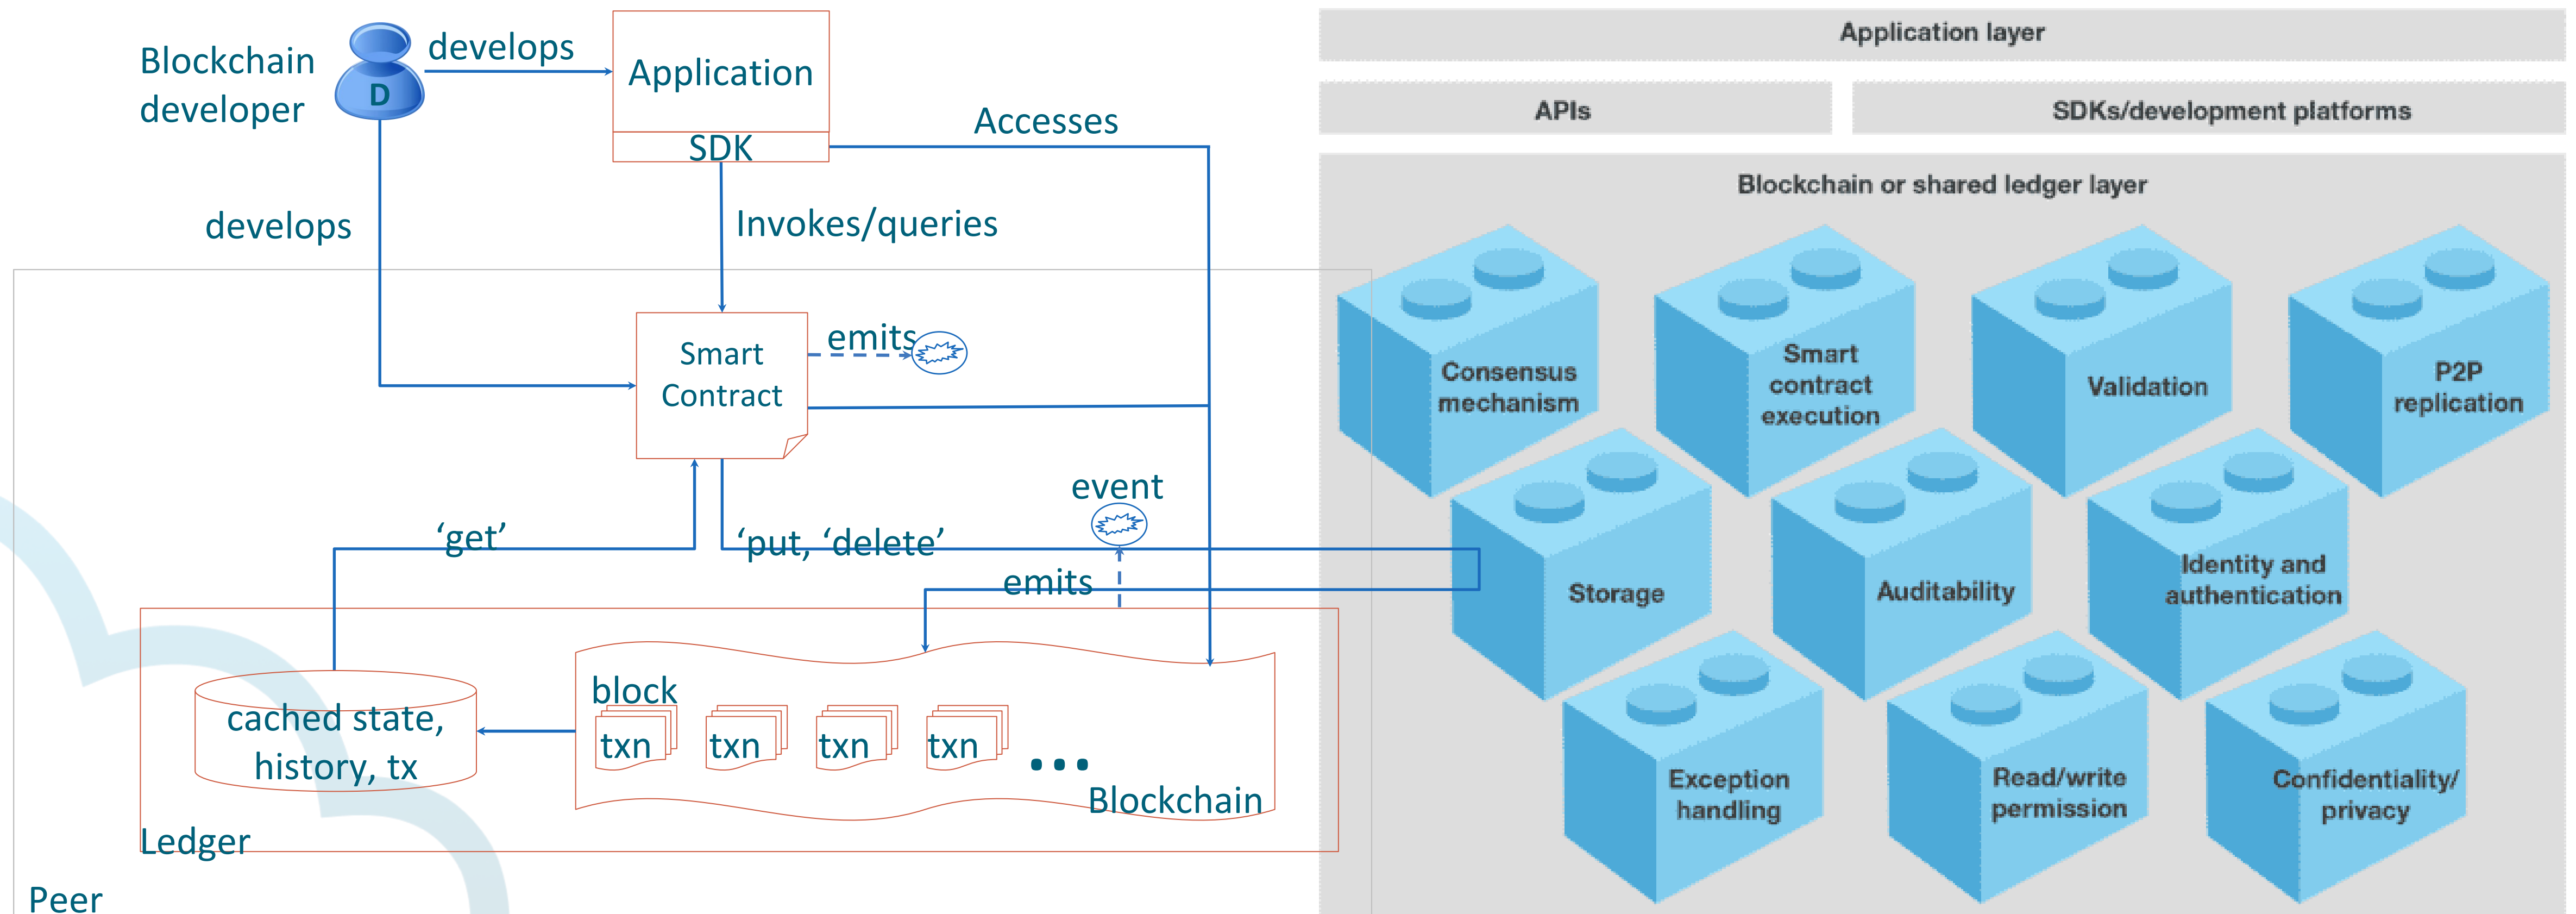 Blockchain
developer
D
develops
Application
SDK
Accesses
develops
Invokes/queries
Smart
Contract
emits
event
‘get’
‘put, ‘delete’
emits
cached state,
history, tx
block
txn
txn
txn
txn
...
Blockchain
Ledger
Peer
Application layer
APIs
SDKs/development platforms
Blockchain or shared ledger layer
Consensus
mechanism
Smart
contract
execution
Validation
P2P
replication
Storage
Auditability
Identity and
authentication
Exception
handling
Read/write
permission
Confidentiality/
privacy